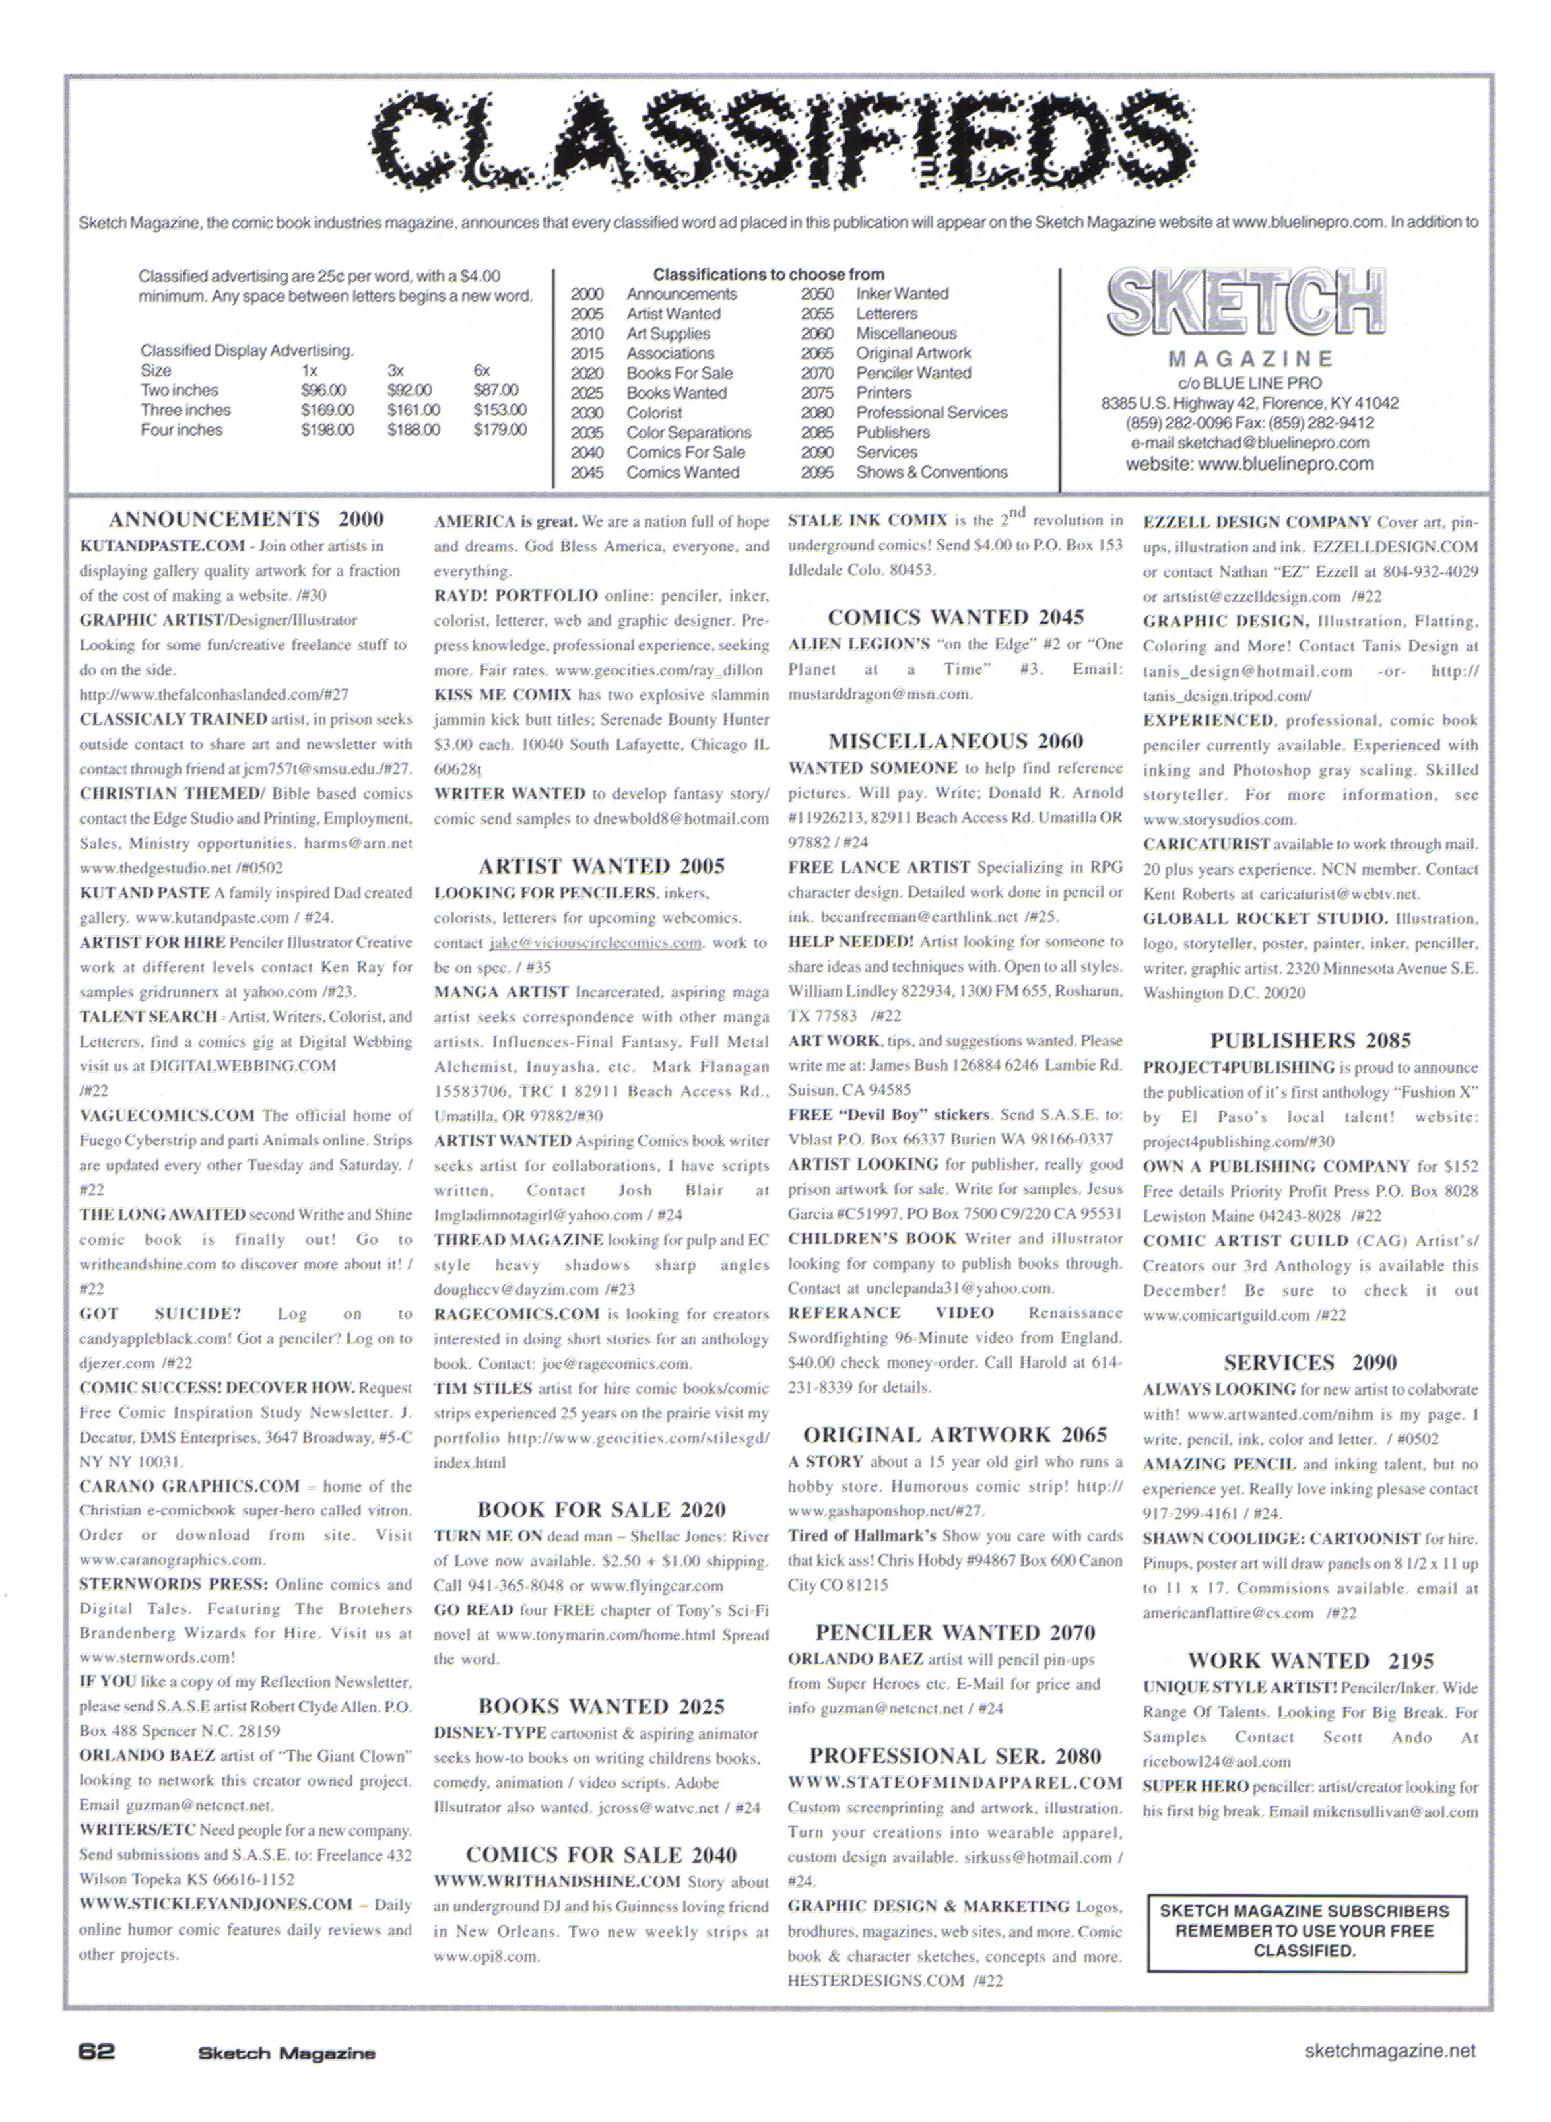 CLASSIFIEDS
Sketch Magazine, the comic book industries magazine, announces that every classified word ad placed in this publication will appear on the Sketch Magazine website at www.bluelinepro.com. In addition to
Classified advertising are 25¢ per word, with a $4.00
minimum. Any space between letters begins a new word.
Classified Display Advertising.
Size 1x 3x 6x
Two inches $96.00 $92.00 $87.00
Three inches $169.00 $161.00 $153.00
Four inches $198.00 $188.00 $179.00
Classifications to choose from
2000 Announcements 2050 Inker Wanted
2005 Artist Wanted 2055 Letterers
2010 Art Supplies 2060 Miscellaneous
2015 Associations 2065 Original Artwork
2020 Books For Sale 2070 Penciler Wanted
2025 Books Wanted 2075 Printers
2030 Colorist 2080 Professional Services
2035 Color Separations 2085 Publishers
2040 Comics For Sale 2090 Services
2045 Comics Wanted 2095 Shows & Conventions
SKETCH
MAGAZINE
c/o BLUE LINE PRO
8385 U.S. Highway 42, Florence, KY 41042
(859) 282-0096 Fax: (859) 282-9412
e-mail sketchad@bluelinepro.com
website: www.bluelinepro.com
ANNOUNCEMENTS 2000
KUTANDPASTE.COM - Join other artists in
displaying gallery quality artwork for a fraction
of the cost of making a website. /#30
GRAPHIC ARTIST/Designer/Illustrator
Looking for some fun/creative freelance stuff to
do on the side.
http://www.thefalconhaslanded.com/#27
CLASSICALY TRAINED artist, in prison seeks
outside contact to share art and newsletter with
contact through friend at jcm757t@smsu.edu./#27.
CHRISTIAN THEMED/ Bible based comics
contact the Edge Studio and Printing, Employment,
Sales, Ministry opportunities. harms@arn.net
www.thedgestudio.net /#0502
KUT AND PASTE A family inspired Dad created
gallery. www.kutandpaste.com / #24.
ARTIST FOR HIRE Penciler Illustrator Creative
work at different levels contact Ken Ray for
samples gridrunnerx at yahoo.com /#23.
TALENT SEARCH - Artist, Writers, Colorist, and
Letterers, find a comics gig at Digital Webbing
visit us at DIGITALWEBBING.COM
/#22
VAGUECOMICS.COM The official home of
Fuego Cyberstrip and parti Animals online. Strips
are updated every other Tuesday and Saturday. /
#22
THE LONG AWAITED second Writhe and Shine
comic book is finally out! Go to
writheandshine.com to discover more about it! /
#22
GOT SUICIDE? Log on to
candyappleblack.com! Got a penciler? Log on to
djezer.com /#22
COMIC SUCCESS! DECOVER HOW. Request
Free Comic Inspiration Study Newsletter. J.
Decatur, DMS Enterprises, 3647 Broadway, #5-C
NY NY 10031.
CARANO GRAPHICS.COM – home of the
Christian e-comicbook super-hero called vitron.
Order or download from site. Visit
www.caranographics.com.
STERNWORDS PRESS: Online comics and
Digital Tales. Featuring The Brotehers
Brandenberg Wizards for Hire. Visit us at
www.sternwords.com!
IF YOU like a copy of my Reflection Newsletter,
please send S.A.S.E artist Robert Clyde Allen. P.O.
Box 488 Spencer N.C. 28159
ORLANDO BAEZ artist of “The Giant Clown”
looking to network this creator owned project.
Email guzman@netcnct.net.
WRITERS/ETC Need people for a new company.
Send submissions and S.A.S.E. to: Freelance 432
Wilson Topeka KS 66616-1152
WWW.STICKLEYANDJONES.COM – Daily
online humor comic features daily reviews and
other projects.
AMERICA is great. We are a nation full of hope
and dreams. God Bless America, everyone, and
everything.
RAYD! PORTFOLIO online: penciler, inker,
colorist, letterer, web and graphic designer. Pre-
press knowledge, professional experience, seeking
more. Fair rates. www.geocities.com/ray_dillon
KISS ME COMIX has two explosive slammin
jammin kick butt titles; Serenade Bounty Hunter
$3.00 each. 10040 South Lafayette, Chicago IL
60628t
WRITER WANTED to develop fantasy story/
comic send samples to dnewbold8@hotmail.com
ARTIST WANTED 2005
LOOKING FOR PENCILERS, inkers,
colorists, letterers for upcoming webcomics.
contact jake@viciouscirclecomics.com. work to
be on spec. / #35
MANGA ARTIST Incarcerated, aspiring maga
artist seeks correspondence with other manga
artists. Influences-Final Fantasy, Full Metal
Alchemist, Inuyasha, etc. Mark Flanagan
15583706, TRC I 82911 Beach Access Rd.,
Umatilla, OR 97882/#30
ARTIST WANTED Aspiring Comics book writer
seeks artist for collaborations, I have scripts
written, Contact Josh Blair at
Imgladimnotagirl@yahoo.com / #24
THREAD MAGAZINE looking for pulp and EC
style heavy shadows sharp angles
doughecv@dayzim.com /#23
RAGECOMICS.COM is looking for creators
interested in doing short stories for an anthology
book. Contact: joe@ragecomics.com.
TIM STILES artist for hire comic books/comic
strips experienced 25 years on the prairie visit my
portfolio http://www.geocities.com/stilesgd/
index.html
BOOK FOR SALE 2020
TURN ME ON dead man – Shellac Jones: River
of Love now available. $2.50 + $1.00 shipping.
Call 941-365-8048 or www.flyingcar.com
GO READ four FREE chapter of Tony's Sci-Fi
novel at www.tonymarin.com/home.html Spread
the word.
BOOKS WANTED 2025
DISNEY-TYPE cartoonist & aspiring animator
seeks how-to books on writing childrens books,
comedy, animation / video scripts. Adobe
Illsutrator also wanted. jcross@watvc.net / #24
COMICS FOR SALE 2040
WWW.WRITHANDSHINE.COM Story about
an underground DJ and his Guinness loving friend
in New Orleans. Two new weekly strips at
www.opi8.com.
STALE INK COMIX is the 2nd revolution in
underground comics! Send $4.00 to P.O. Box 153
Idledale Colo. 80453.
COMICS WANTED 2045
ALIEN LEGION'S “on the Edge” #2 or “One
Planet at a Time” #3. Email:
mustarddragon@msn.com.
MISCELLANEOUS 2060
WANTED SOMEONE to help find reference
pictures. Will pay. Write; Donald R. Arnold
#11926213, 82911 Beach Access Rd. Umatilla OR
97882 / #24
FREE LANCE ARTIST Specializing in RPG
character design. Detailed work done in pencil or
ink. beeanfreeman@earthlink.net /#25.
HELP NEEDED! Artist looking for someone to
share ideas and techniques with. Open to all styles.
William Lindley 822934, 1300 FM 655, Rosharun,
TX 77583 /#22
ART WORK, tips, and suggestions wanted. Please
write me at: James Bush 126884 6246 Lambie Rd.
Suisun, CA 94585
FREE “Devil Boy” stickers. Send S.A.S.E. to:
Vblast P.O. Box 66337 Burien WA 98166-0337
ARTIST LOOKING for publisher, really good
prison artwork for sale. Write for samples. Jesus
Garcia #C51997, PO Box 7500 C9/220 CA 95531
CHILDREN'S BOOK Writer and illustrator
looking for company to publish books through.
Contact at unclepanda31@yahoo.com.
REFERANCE VIDEO Renaissance
Swordfighting 96-Minute video from England.
$40.00 check money-order. Call Harold at 614-
231-8339 for details.
ORIGINAL ARTWORK 2065
A STORY about a 15 year old girl who runs a
hobby store. Humorous comic strip! http://
www.gashaponshop.net/#27.
Tired of Hallmark's Show you care with cards
that kick ass! Chris Hobdy #94867 Box 600 Canon
City CO 81215
PENCILER WANTED 2070
ORLANDO BAEZ artist will pencil pin-ups
from Super Heroes etc. E-Mail for price and
info guzman@netcnct.net / #24
PROFESSIONAL SER. 2080
WWW.STATEOFMINDAPPAREL.COM
Custom screenprinting and artwork, illustration.
Turn your creations into wearable apparel,
custom design available. sirkuss@hotmail.com /
#24.
GRAPHIC DESIGN & MARKETING Logos,
brodhures, magazines, web sites, and more. Comic
book & character sketches, concepts and more.
HESTERDESIGNS.COM /#22
EZZELL DESIGN COMPANY Cover art, pin-
ups, illustration and ink. EZZELLDESIGN.COM
or contact Nathan “EZ” Ezzell at 804-932-4029
or artstist@ezzelldesign.com /#22
GRAPHIC DESIGN, Illustration, Flatting,
Coloring and More! Contact Tanis Design at
tanis_design@hotmail.com -or- http://
tanis_design.tripod.com/
EXPERIENCED, professional, comic book
penciler currently available. Experienced with
inking and Photoshop gray scaling. Skilled
storyteller. For more information, see
www.storysudios.com.
CARICATURIST available to work through mail.
20 plus years experience. NCN member. Contact
Kent Roberts at caricaturist@webtv.net.
GLOBALL ROCKET STUDIO. Illustration,
logo, storyteller, poster, painter, inker, penciller,
writer, graphic artist. 2320 Minnesota Avenue S.E.
Washington D.C. 20020
PUBLISHERS 2085
PROJECT4PUBLISHING is proud to announce
the publication of it's first anthology “Fushion X”
by El Paso's local talent! website:
project4publishing.com/#30
OWN A PUBLISHING COMPANY for $152
Free details Priority Profit Press P.O. Box 8028
Lewiston Maine 04243-8028 /#22
COMIC ARTIST GUILD (CAG) Artist's/
Creators our 3rd Anthology is available this
December! Be sure to check it out
www.comicartguild.com /#22
SERVICES 2090
ALWAYS LOOKING for new artist to colaborate
with! www.artwanted.com/nihm is my page. I
write, pencil, ink, color and letter. / #0502
AMAZING PENCIL and inking talent, but no
experience yet. Really love inking plesase contact
917-299-4161 / #24.
SHAWN COOLIDGE: CARTOONIST for hire.
Pinups, poster art will draw panels on 8 1/2 x 11 up
to 11 x 17. Commisions available. email at
americanflattire@cs.com /#22
WORK WANTED 2195
UNIQUE STYLE ARTIST! Penciler/Inker. Wide
Range Of Talents. Looking For Big Break. For
Samples Contact Scott Ando At
ricebowl24@aol.com
SUPER HERO penciller: artist/creator looking for
his first big break. Email mikensullivan@aol.com
SKETCH MAGAZINE SUBSCRIBERS
REMEMBER TO USE YOUR FREE
CLASSIFIED.
62 Sketch Magazine
sketchmagazine.net